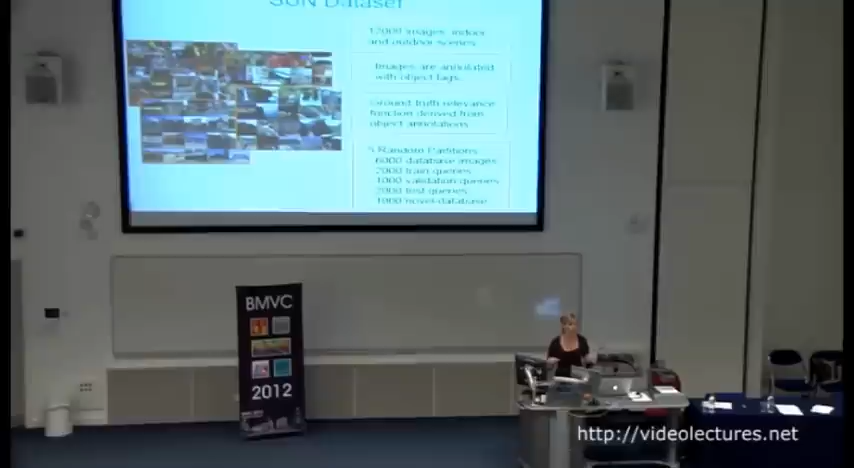 SUN Dataset
12000 images, indoor
and outdoor scenes.
Images are annotated
with object tags.
Ground truth relevance
function derived from
object annotations
5 Random Partitions
6000 database images
2000 train queries
1000 validation queries
2000 test queries
1000 novel database
BMVC
2012
http://videolectures.net